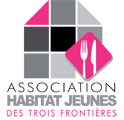 ASSOCIATION
HABITAT JEUNES
DES TROIS FRONTIÈRES